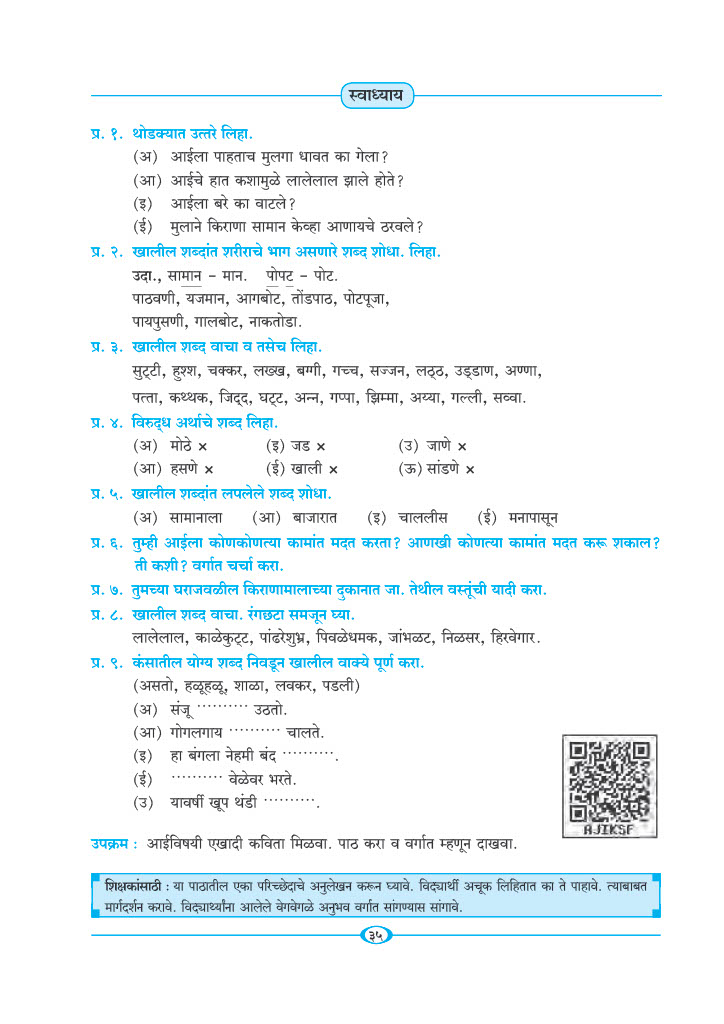 स्वाध्याय
प्र. १. थोडक्यात उत्तरे लिहा.
(अ) आईला पाहताच मुलगा धावत का गेला?
(आ) आईचे हात कशामुळे लालेलाल झाले होते?
(इ) आईला बरे का वाटले?
(ई) मुलाने किराणा सामान केव्हा आणायचे ठरवले?
प्र. २. खालील शब्दांत शरीराचे भाग असणारे शब्द शोधा. लिहा.
उदा., सामान – मान. पोपट – पोट.
पाठवणी, यजमान, आगबोट, तोंडपाठ, पोटपूजा,
पायपुसणी, गालबोट, नाकतोडा.
प्र. ३. खालील शब्द वाचा व तसेच लिहा.
सुट्टी, हुश्श, चक्कर, लख्ख, बग्गी, गच्च, सज्जन, लठ्ठ, उड्डाण, अण्णा,
पत्ता, कथ्थक, जिद्द, घट्ट, अन्न, गप्पा, झिम्मा, अय्या, गल्ली, सव्वा.
प्र. ४. विरुद्ध अर्थाचे शब्द लिहा.
(अ) मोठे × (इ) जड × (उ) जाणे ×
(आ) हसणे × (ई) खाली × (ऊ) सांडणे ×
प्र. ५. खालील शब्दांत लपलेले शब्द शोधा.
(अ) सामानाला (आ) बाजारात (इ) चाललीस (ई) मनापासून
प्र. ६. तुम्ही आईला कोणकोणत्या कामांत मदत करता? आणखी कोणत्या कामांत मदत करू शकाल?
ती कशी? वर्गात चर्चा करा.
प्र. ७. तुमच्या घराजवळील किराणामालाच्या दुकानात जा. तेथील वस्तूंची यादी करा.
प्र. ८. खालील शब्द वाचा. रंगछटा समजून घ्या.
लालेलाल, काळेकुट्ट, पांढरेशुभ्र, पिवळेधमक, जांभळट, निळसर, हिरवेगार.
प्र. ९. कंसातील योग्य शब्द निवडून खालील वाक्ये पूर्ण करा.
(असतो, हळूहळू, शाळा, लवकर, पडली)
(अ) संजू .......... उठतो.
(आ) गोगलगाय .......... चालते.
(इ) हा बंगला नेहमी बंद ..........
(ई) .......... वेळेवर भरते.
(उ) यावर्षी खूप थंडी ..........
AJIKSF
उपक्रम : आईविषयी एखादी कविता मिळवा. पाठ करा व वर्गात म्हणून दाखवा.
शिक्षकांसाठी : या पाठातील एका परिच्छेदाचे अनुलेखन करून घ्यावे. विद्यार्थी अचूक लिहितात का ते पाहावे. त्याबाबत
मार्गदर्शन करावे. विद्यार्थ्यांना आलेले वेगवेगळे अनुभव वर्गात सांगण्यास सांगावे.
३५